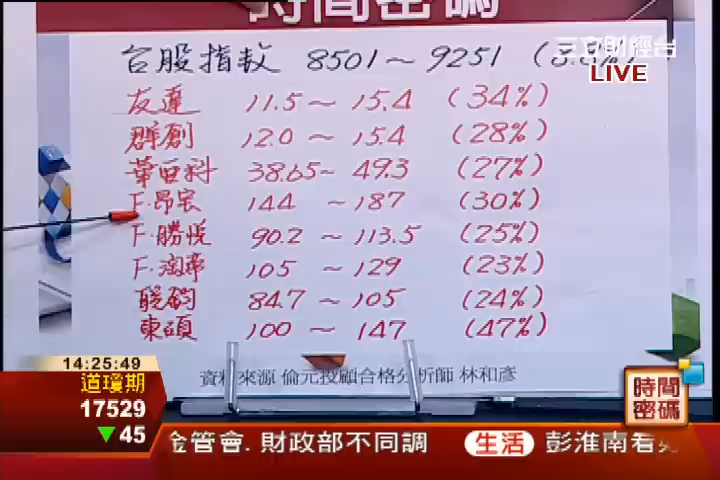 時間密碼
三立財經台
LIVE
台股指數 8501～9251 (8.8%)
友達 11.5～15.4 (34%)
群創 12.0～15.4 (28%)
華亞科 38.65～49.3 (27%)
F·昂宝 144～187 (30%)
F·勝悅 90.2～113.5 (25%)
F· 105～129 (23%)
聯鈞 84.7～105 (24%)
東碩 100～147 (47%)
資料來源 倫元投顧合格分析師 林和彥
14:25:49
道瓊期
17529
▼45
時間密碼
金管會.財政部不同調 生活 彭淮南看